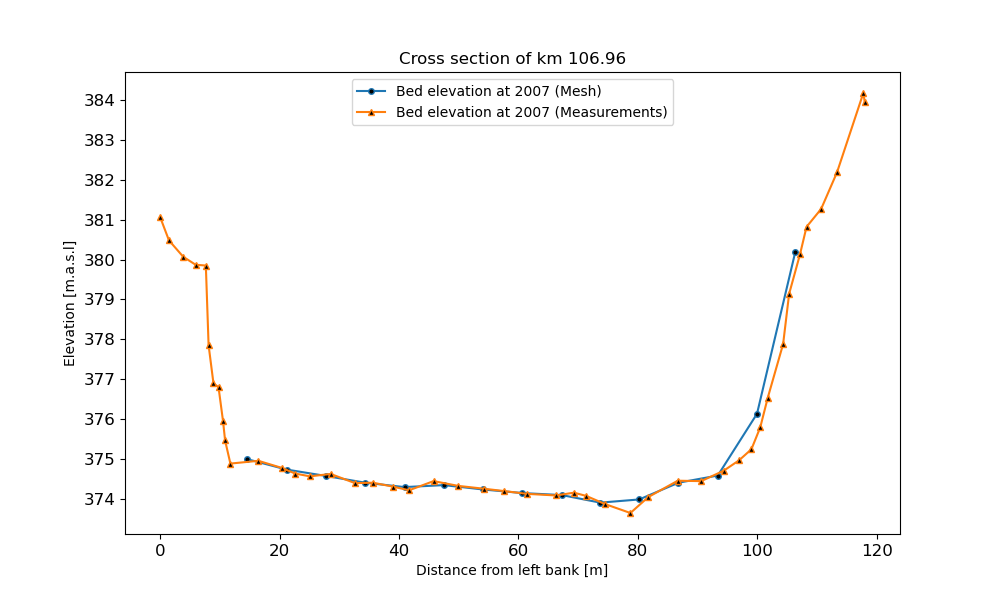 Cross section of km 106.96
Bed elevation at 2007 (Mesh)
Bed elevation at 2007 (Measurements)
Elevation [m.a.s.l]
384
383
382
381
380
379
378
377
376
375
374
0 20 40 60 80 100 120
Distance from left bank [m]